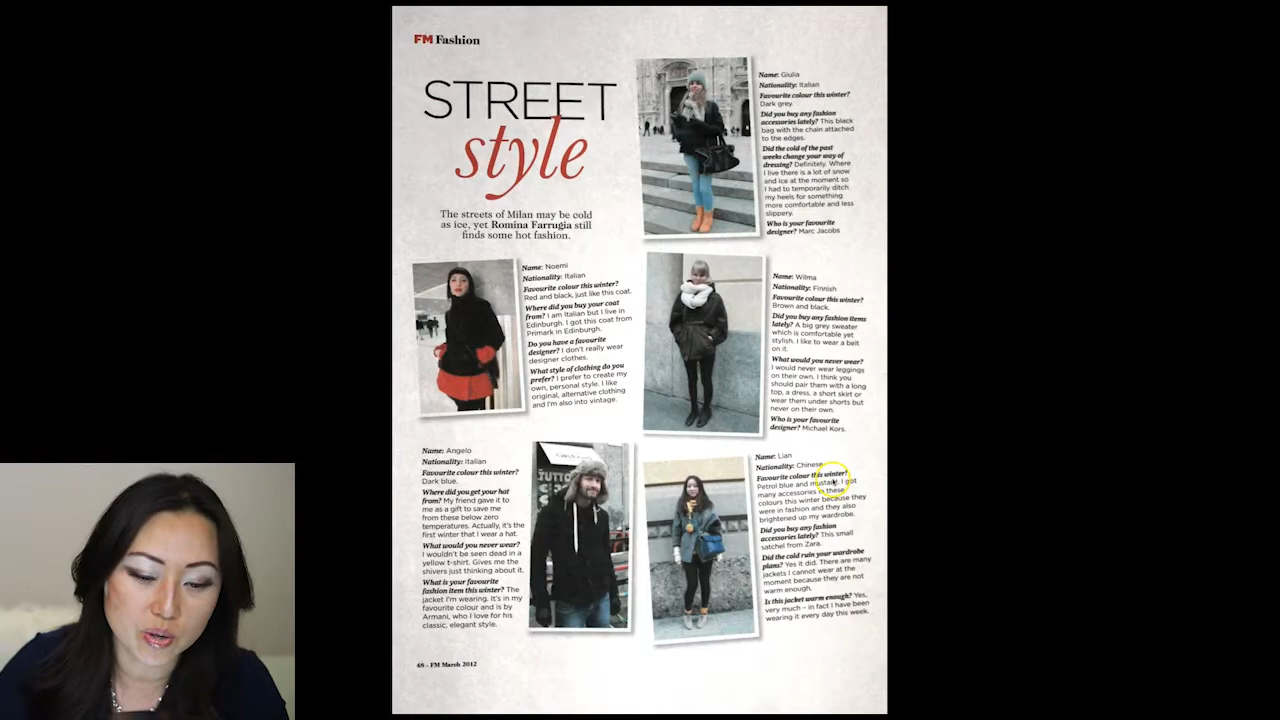 FM Fashion
STREET
style
The streets of Milan may be cold
as ice, yet Romina Farrugia still
finds some hot fashion.
Name: Giulia
Nationality: Italian
Favourite colour this winter?
Dark grey.
Did you buy any fashion
accessories lately? This black
bag with the chain attached
to the edges.
Did the cold of the past
weeks change your way of
dressing? Definitely. Where
I live there is a lot of snow
and ice at the moment so
I had to temporarily ditch
my heels for something
more comfortable and less
slippery.
Who is your favourite
designer? Marc Jacobs
Name: Noemi
Nationality: Italian
Favourite colour this winter?
Red and black, just like this coat.
Where did you buy your coat
from? I am Italian but I live in
Edinburgh. I got this coat from
Primark in Edinburgh.
Do you have a favourite
designer? I don't really wear
designer clothes.
What style of clothing do you
prefer? I prefer to create my
own, personal style. I like
original, alternative clothing
and I'm also into vintage.
Name: Wilma
Nationality: Finnish
Favourite colour this winter?
Brown and black.
Did you buy any fashion items
lately? A big grey sweater
which is comfortable yet
stylish. I like to wear a belt
on it.
What would you never wear?
I would never wear leggings
on their own. I think you
should pair them with a long
top, a dress, a short skirt or
wear them under shorts but
never on their own.
Who is your favourite
designer? Michael Kors.
Name: Angelo
Nationality: Italian
Favourite colour this winter?
Dark blue.
Where did you get your hat
from? My friend gave it to
me as a gift to save me
from these below zero
temperatures. Actually, it's the
first winter that I wear a hat.
What would you never wear?
I wouldn't be seen dead in a
yellow t-shirt. Gives me the
shivers just thinking about it.
What is your favourite
fashion item this winter? The
jacket I'm wearing. It's in my
favourite colour and is by
Armani, who I love for his
classic, elegant style.
TUTTO
Name: Lian
Nationality: Chinese
Favourite colour this winter?
Petrol blue and mustard. I got
many accessories in these
colours this winter because they
were in fashion and they also
brightened up my wardrobe.
Did you buy any fashion
accessories lately? This small
satchel from Zara.
Did the cold ruin your wardrobe
plans? Yes it did. There are many
jackets I cannot wear at the
moment because they are not
warm enough.
Is this jacket warm enough? Yes,
very much – in fact I have been
wearing it every day this week.
48 - FM March 2012